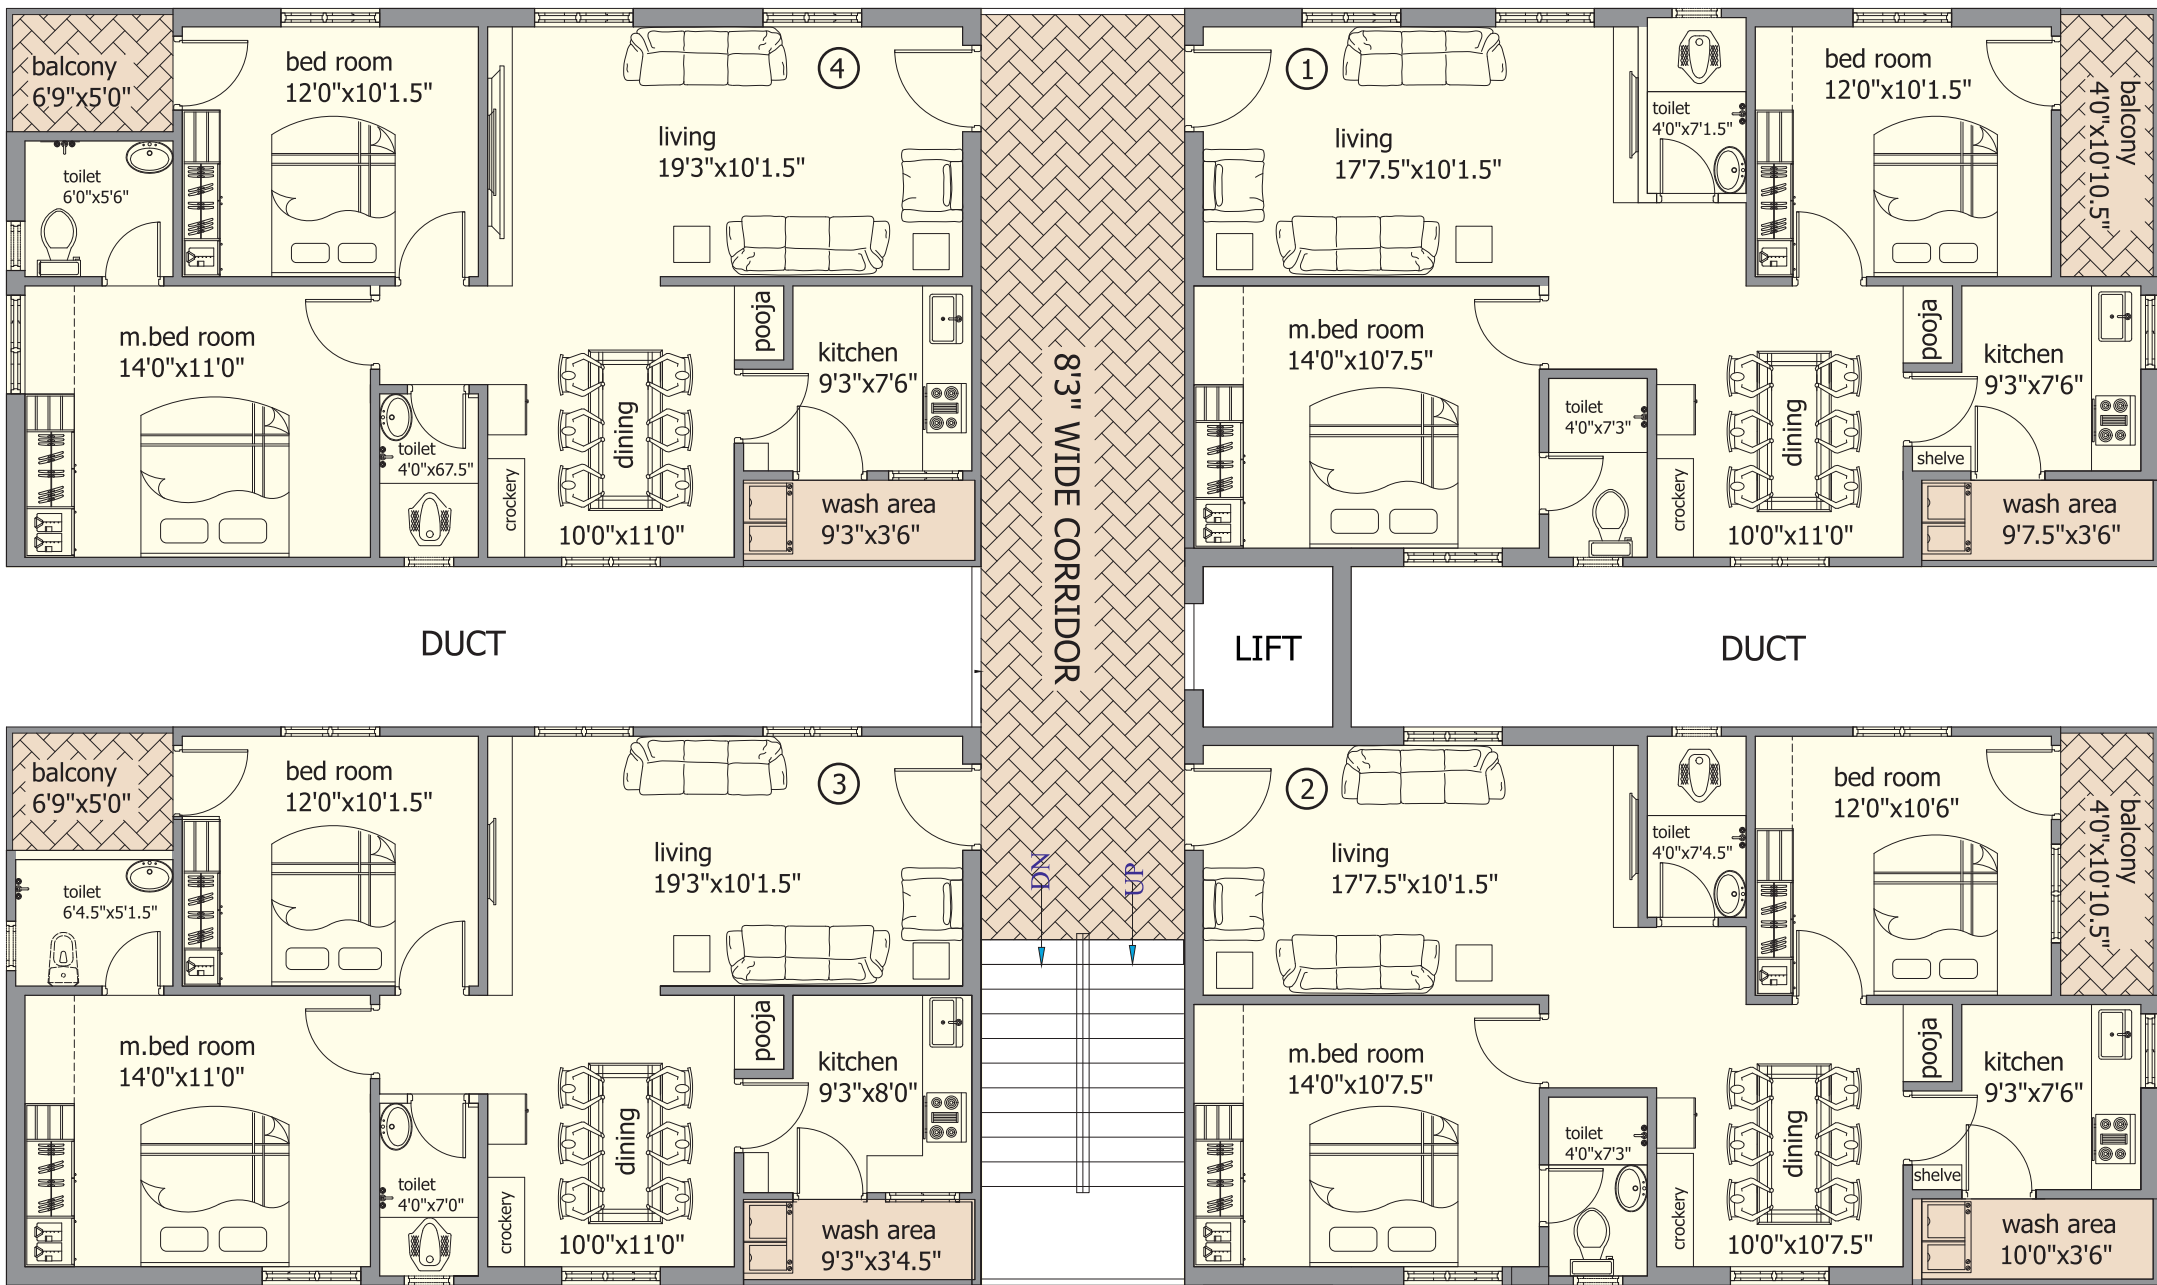 balcony
6'9"x5'0"
bed room
12'0"x10'1.5"
4
living
19'3"x10'1.5"
toilet
6'0"x5'6"
m.bed room
14'0"x11'0"
toilet
4'0"x67.5"
crockery
dining
10'0"x11'0"
pooja
kitchen
9'3"x7'6"
wash area
9'3"x3'6"
8'3" WIDE CORRIDOR
1
living
17'7.5"x10'1.5"
toilet
4'0"x7'1.5"
bed room
12'0"x10'1.5"
balcony
4'0"x10'10.5"
m.bed room
14'0"x10'7.5"
toilet
4'0"x7'3"
crockery
dining
10'0"x11'0"
pooja
kitchen
9'3"x7'6"
shelve
wash area
9'7.5"x3'6"
DUCT
LIFT
DUCT
balcony
6'9"x5'0"
bed room
12'0"x10'1.5"
3
living
19'3"x10'1.5"
toilet
6'4.5"x5'1.5"
m.bed room
14'0"x11'0"
toilet
4'0"x7'0"
crockery
dining
10'0"x11'0"
pooja
kitchen
9'3"x8'0"
wash area
9'3"x3'4.5"
DN
UP
2
living
17'7.5"x10'1.5"
toilet
4'0"x7'4.5"
bed room
12'0"x10'6"
balcony
4'0"x10'10.5"
m.bed room
14'0"x10'7.5"
toilet
4'0"x7'3"
crockery
dining
10'0"x10'7.5"
pooja
kitchen
9'3"x7'6"
shelve
wash area
10'0"x3'6"